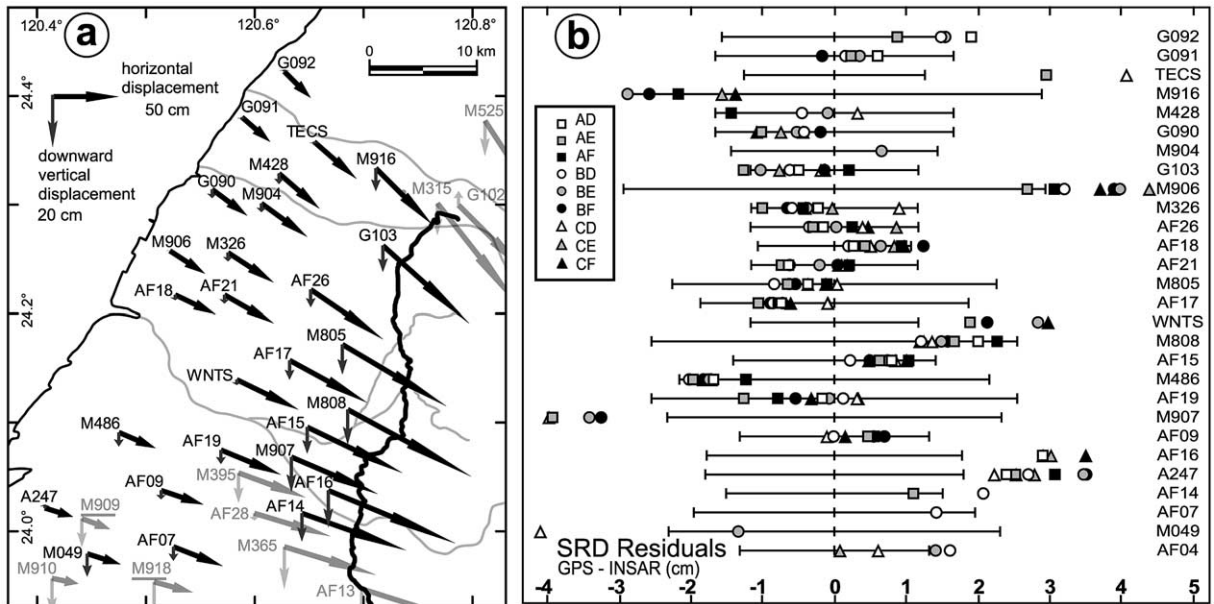 120.4°
120.6°
120.8°
a
0 10 km
horizontal
displacement
50 cm
downward
vertical
displacement
20 cm
24.4°
24.2°
24.0°
G092
G091
TECS
M525
M428
M916
G090
M904
M315
G102
G103
M906
M326
AF18
AF21
AF26
AF17
M805
WNTS
M808
M486
AF15
AF19
M907
M395
AF09
AF16
A247
M909
AF28
AF14
M049
AF07
M365
M910
M918
AF13
b
AD
AE
AF
BD
BE
BF
CD
CE
CF
G092
G091
TECS
M916
M428
G090
M904
G103
M906
M326
AF26
AF18
AF21
M805
AF17
WNTS
M808
AF15
M486
AF19
M907
AF09
AF16
A247
AF14
AF07
M049
AF04
SRD Residuals
GPS - INSAR (cm)
-4 -3 -2 -1 0 1 2 3 4 5